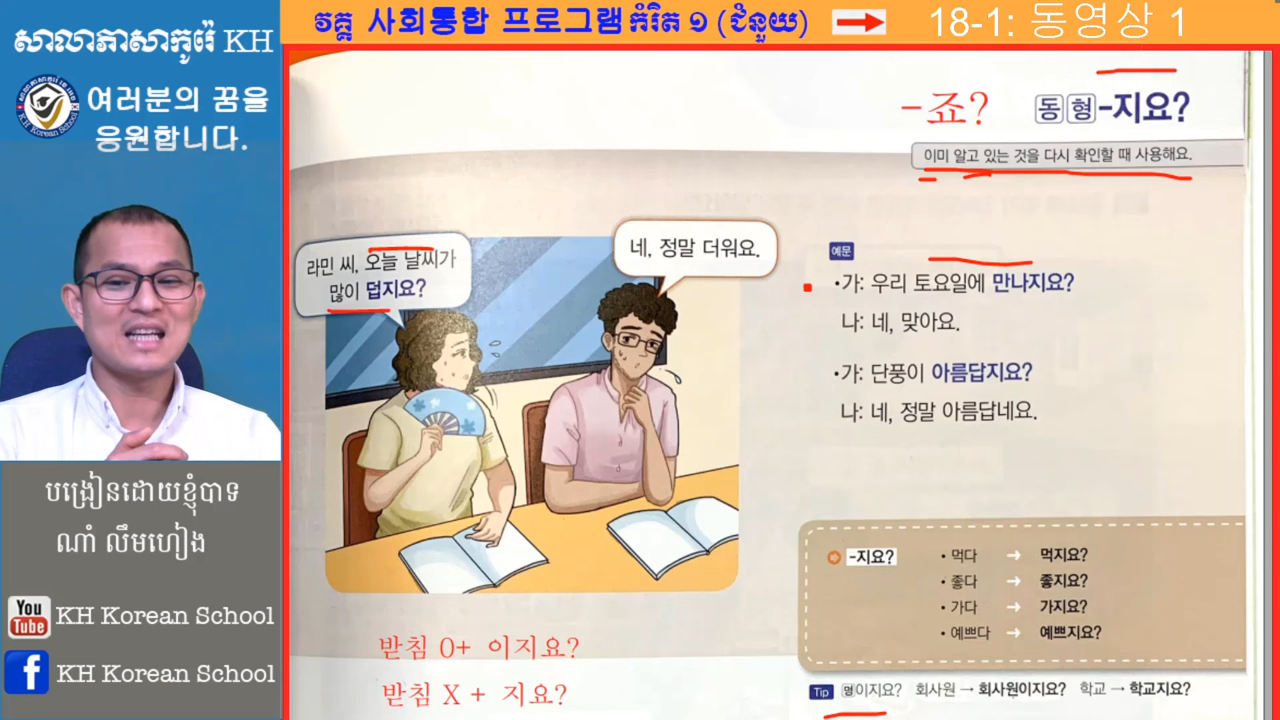 សាលាភាសាកូរ៉េ KH
여러분의 꿈을
응원합니다.
វគ្គ 사회통합 프로그램 កំរិត ១ (ជំនួយ)
18-1: 동영상 1
-죠?
동 형 -지요?
이미 알고 있는 것을 다시 확인할 때 사용해요.
라민 씨, 오늘 날씨가
많이 덥지요?
네, 정말 더워요.
예문
•가: 우리 토요일에 만나지요?
나: 네, 맞아요.
•가: 단풍이 아름답지요?
나: 네, 정말 아름답네요.
-지요?
• 먹다 → 먹지요?
• 좋다 → 좋지요?
• 가다 → 가지요?
• 예쁘다 → 예쁘지요?
받침 O+ 이지요?
받침 X + 지요?
Tip 명이지요? 회사원 → 회사원이지요? 학교 → 학교지요?
បង្រៀនដោយខ្ញុំបាទ
ណាំ លឹមហៀង
You Tube KH Korean School
f KH Korean School